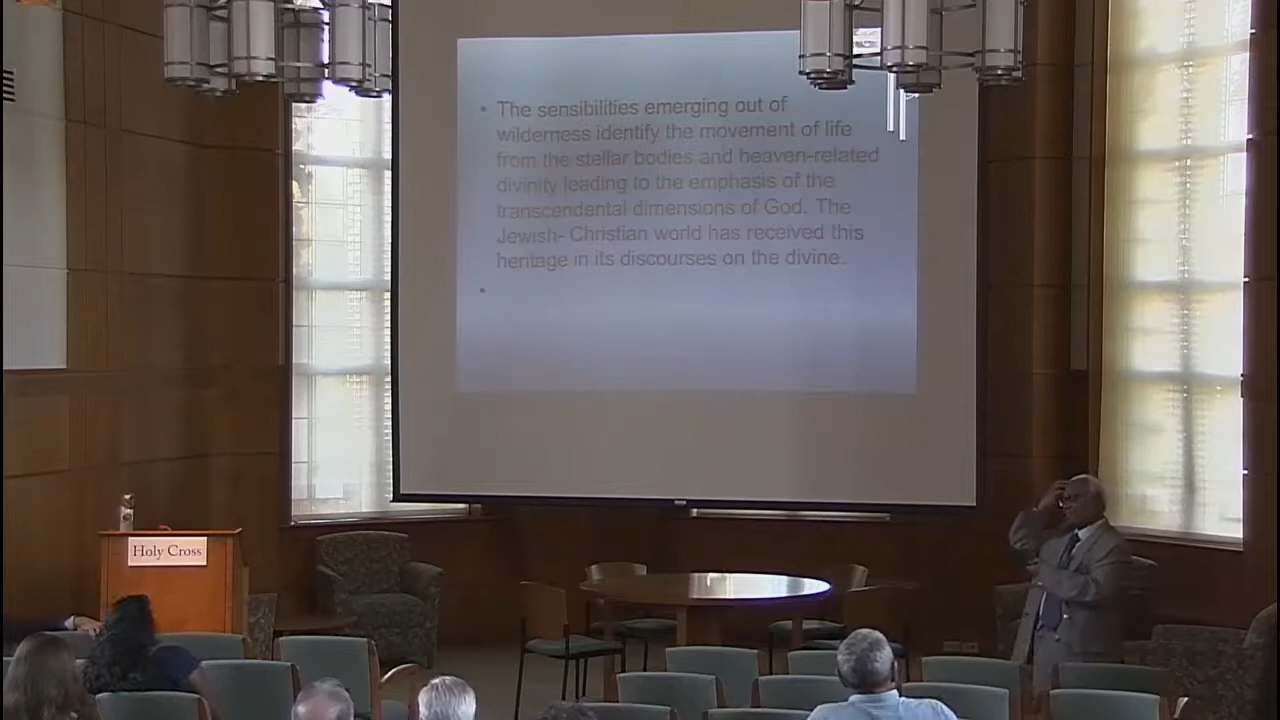 • The sensibilities emerging out of
wilderness identify the movement of life
from the stellar bodies and heaven-related
divinity leading to the emphasis of the
transcendental dimensions of God. The
Jewish- Christian world has received this
heritage in its discourses on the divine.
•
Holy Cross